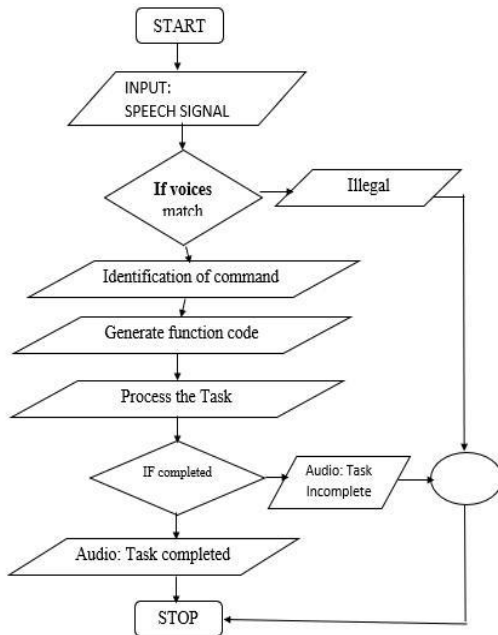 START
INPUT:
SPEECH SIGNAL
If voices
match
Illegal
Identification of command
Generate function code
Process the Task
IF completed
Audio: Task
Incomplete
Audio: Task completed
STOP